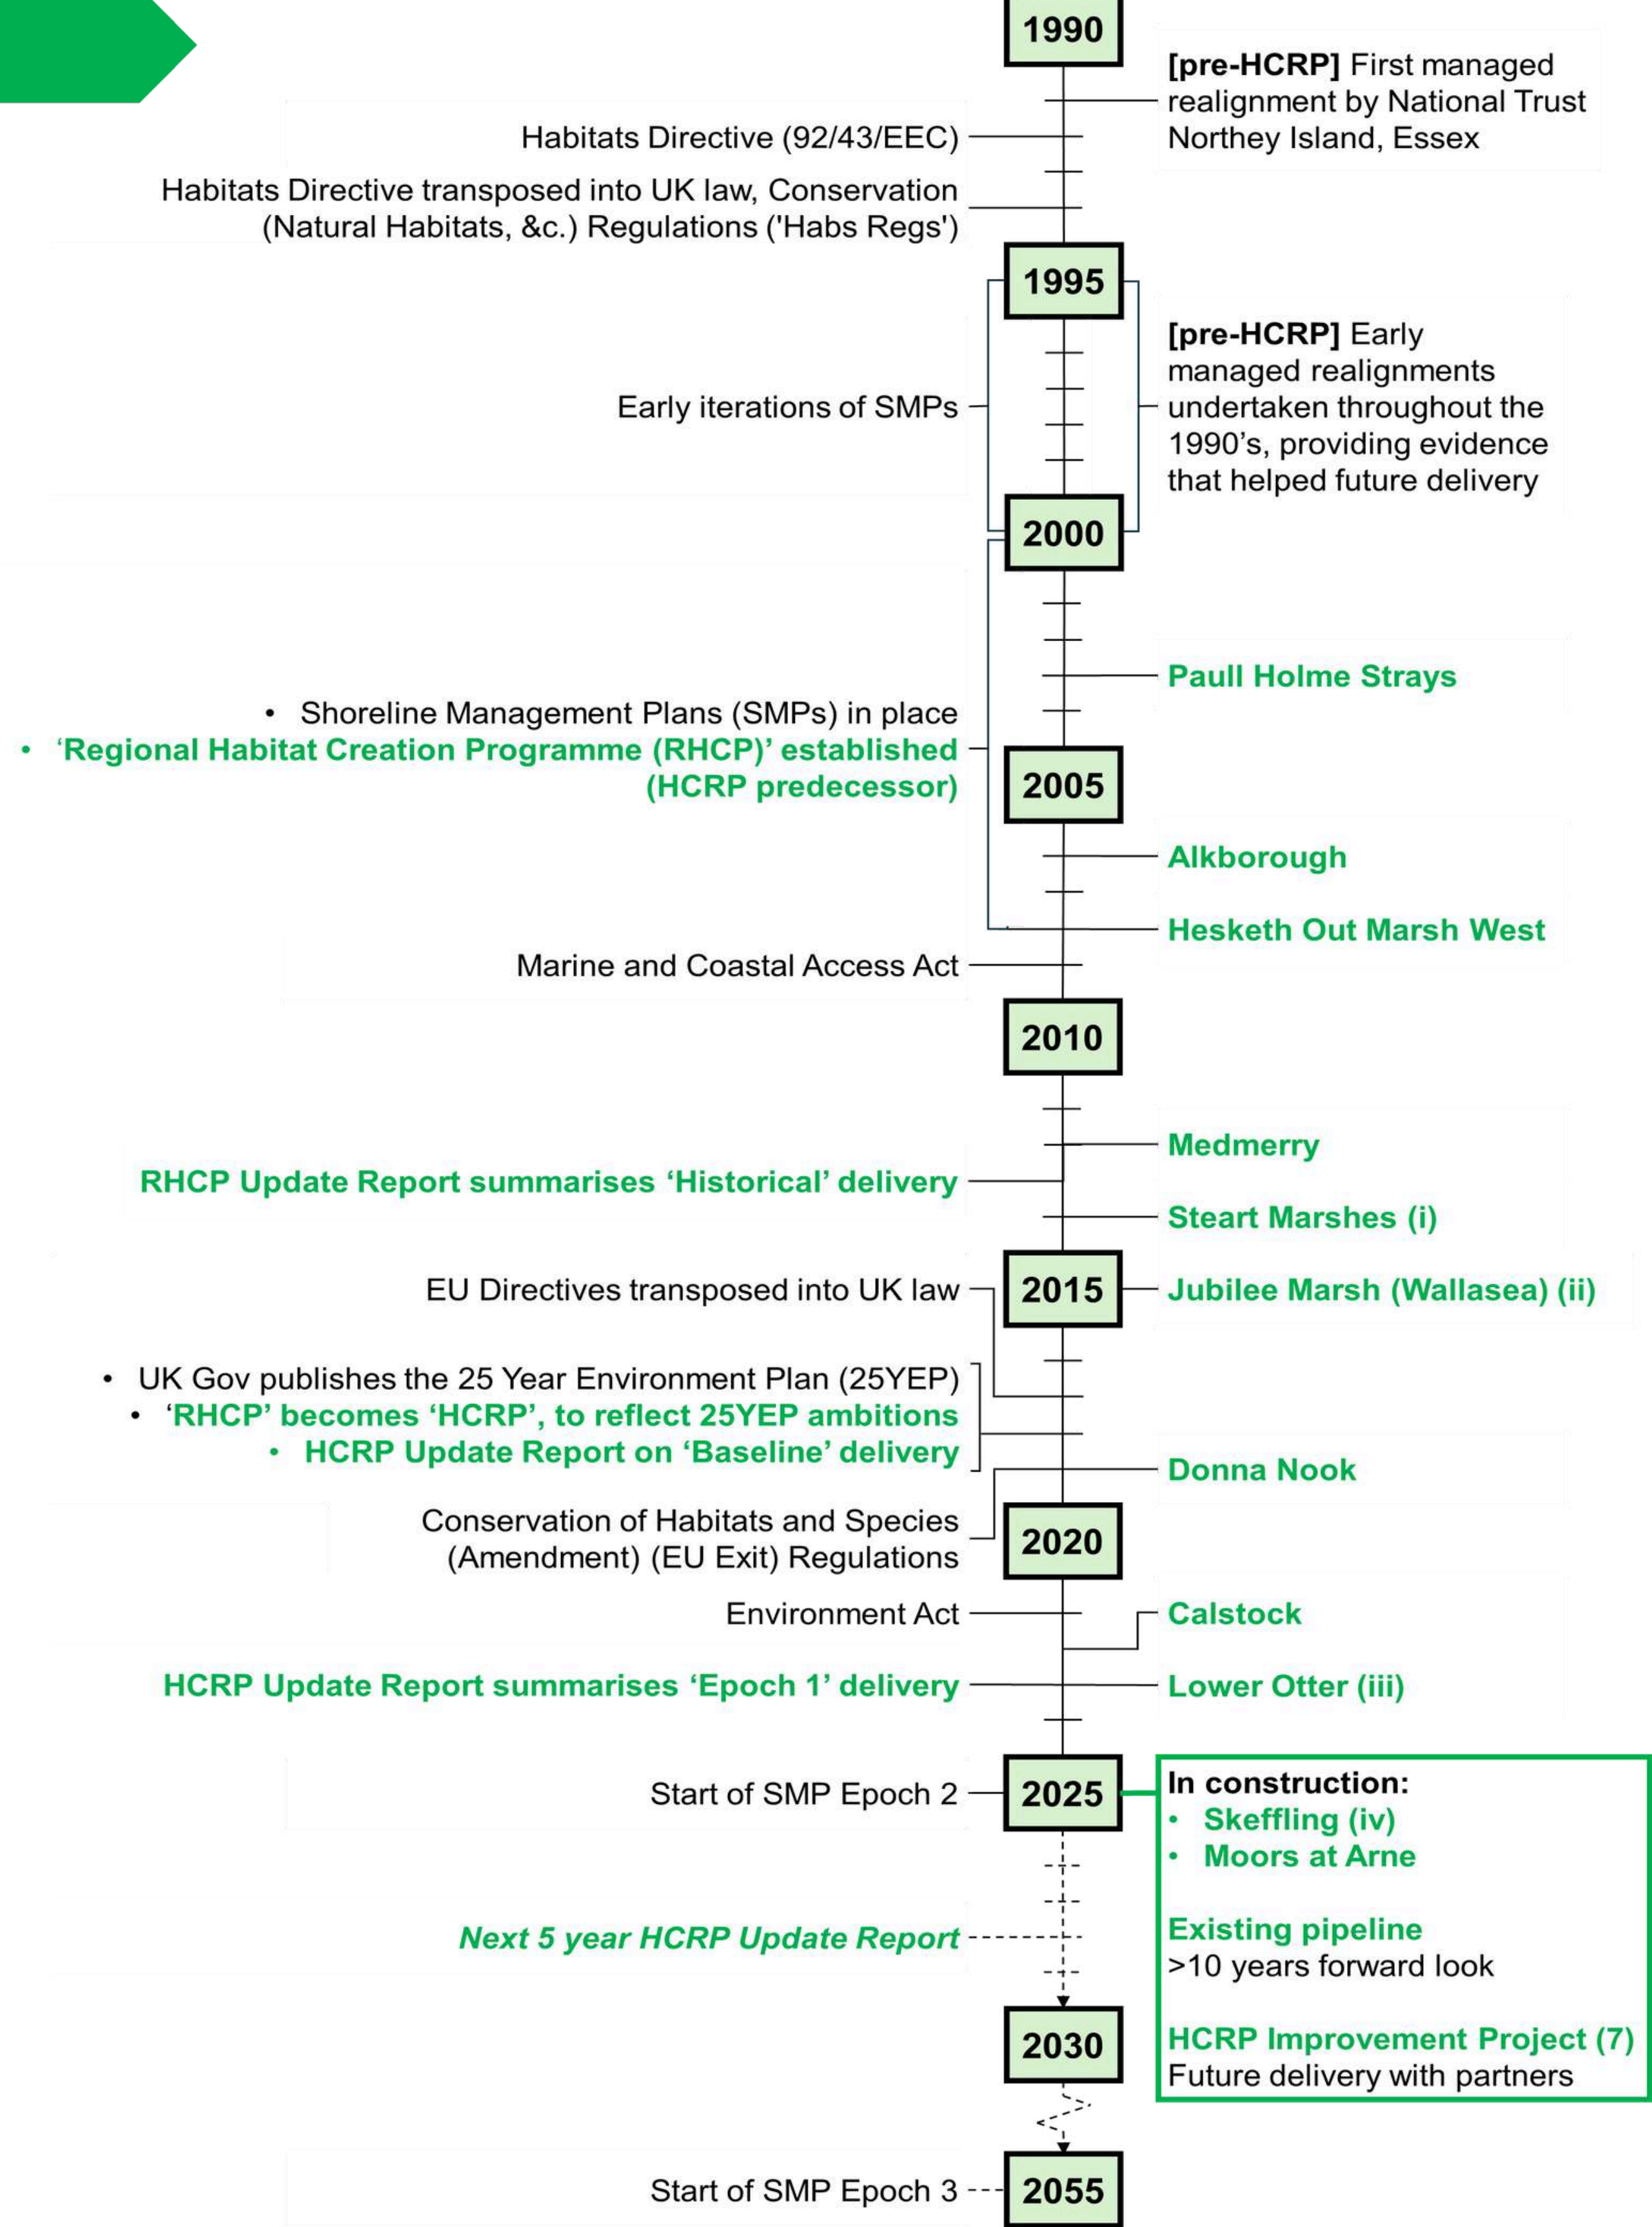 1990
[pre-HCRP] First managed
realignment by National Trust
Northey Island, Essex
Habitats Directive (92/43/EEC)
Habitats Directive transposed into UK law, Conservation
(Natural Habitats, &c.) Regulations ('Habs Regs')
1995
[pre-HCRP] Early
managed realignments
undertaken throughout the
1990’s, providing evidence
that helped future delivery
Early iterations of SMPs
2000
Paull Holme Strays
• Shoreline Management Plans (SMPs) in place
• ‘Regional Habitat Creation Programme (RHCP)’ established
(HCRP predecessor)
2005
Alkborough
Hesketh Out Marsh West
Marine and Coastal Access Act
2010
Medmerry
RHCP Update Report summarises ‘Historical’ delivery
Steart Marshes (i)
EU Directives transposed into UK law
2015
Jubilee Marsh (Wallasea) (ii)
• UK Gov publishes the 25 Year Environment Plan (25YEP)
• ‘RHCP’ becomes ‘HCRP’, to reflect 25YEP ambitions
• HCRP Update Report on ‘Baseline’ delivery
Donna Nook
Conservation of Habitats and Species
(Amendment) (EU Exit) Regulations
2020
Environment Act
Calstock
HCRP Update Report summarises ‘Epoch 1’ delivery
Lower Otter (iii)
Start of SMP Epoch 2
2025
In construction:
• Skeffling (iv)
• Moors at Arne
Existing pipeline
>10 years forward look
HCRP Improvement Project (7)
Future delivery with partners
Next 5 year HCRP Update Report
2030
Start of SMP Epoch 3
2055